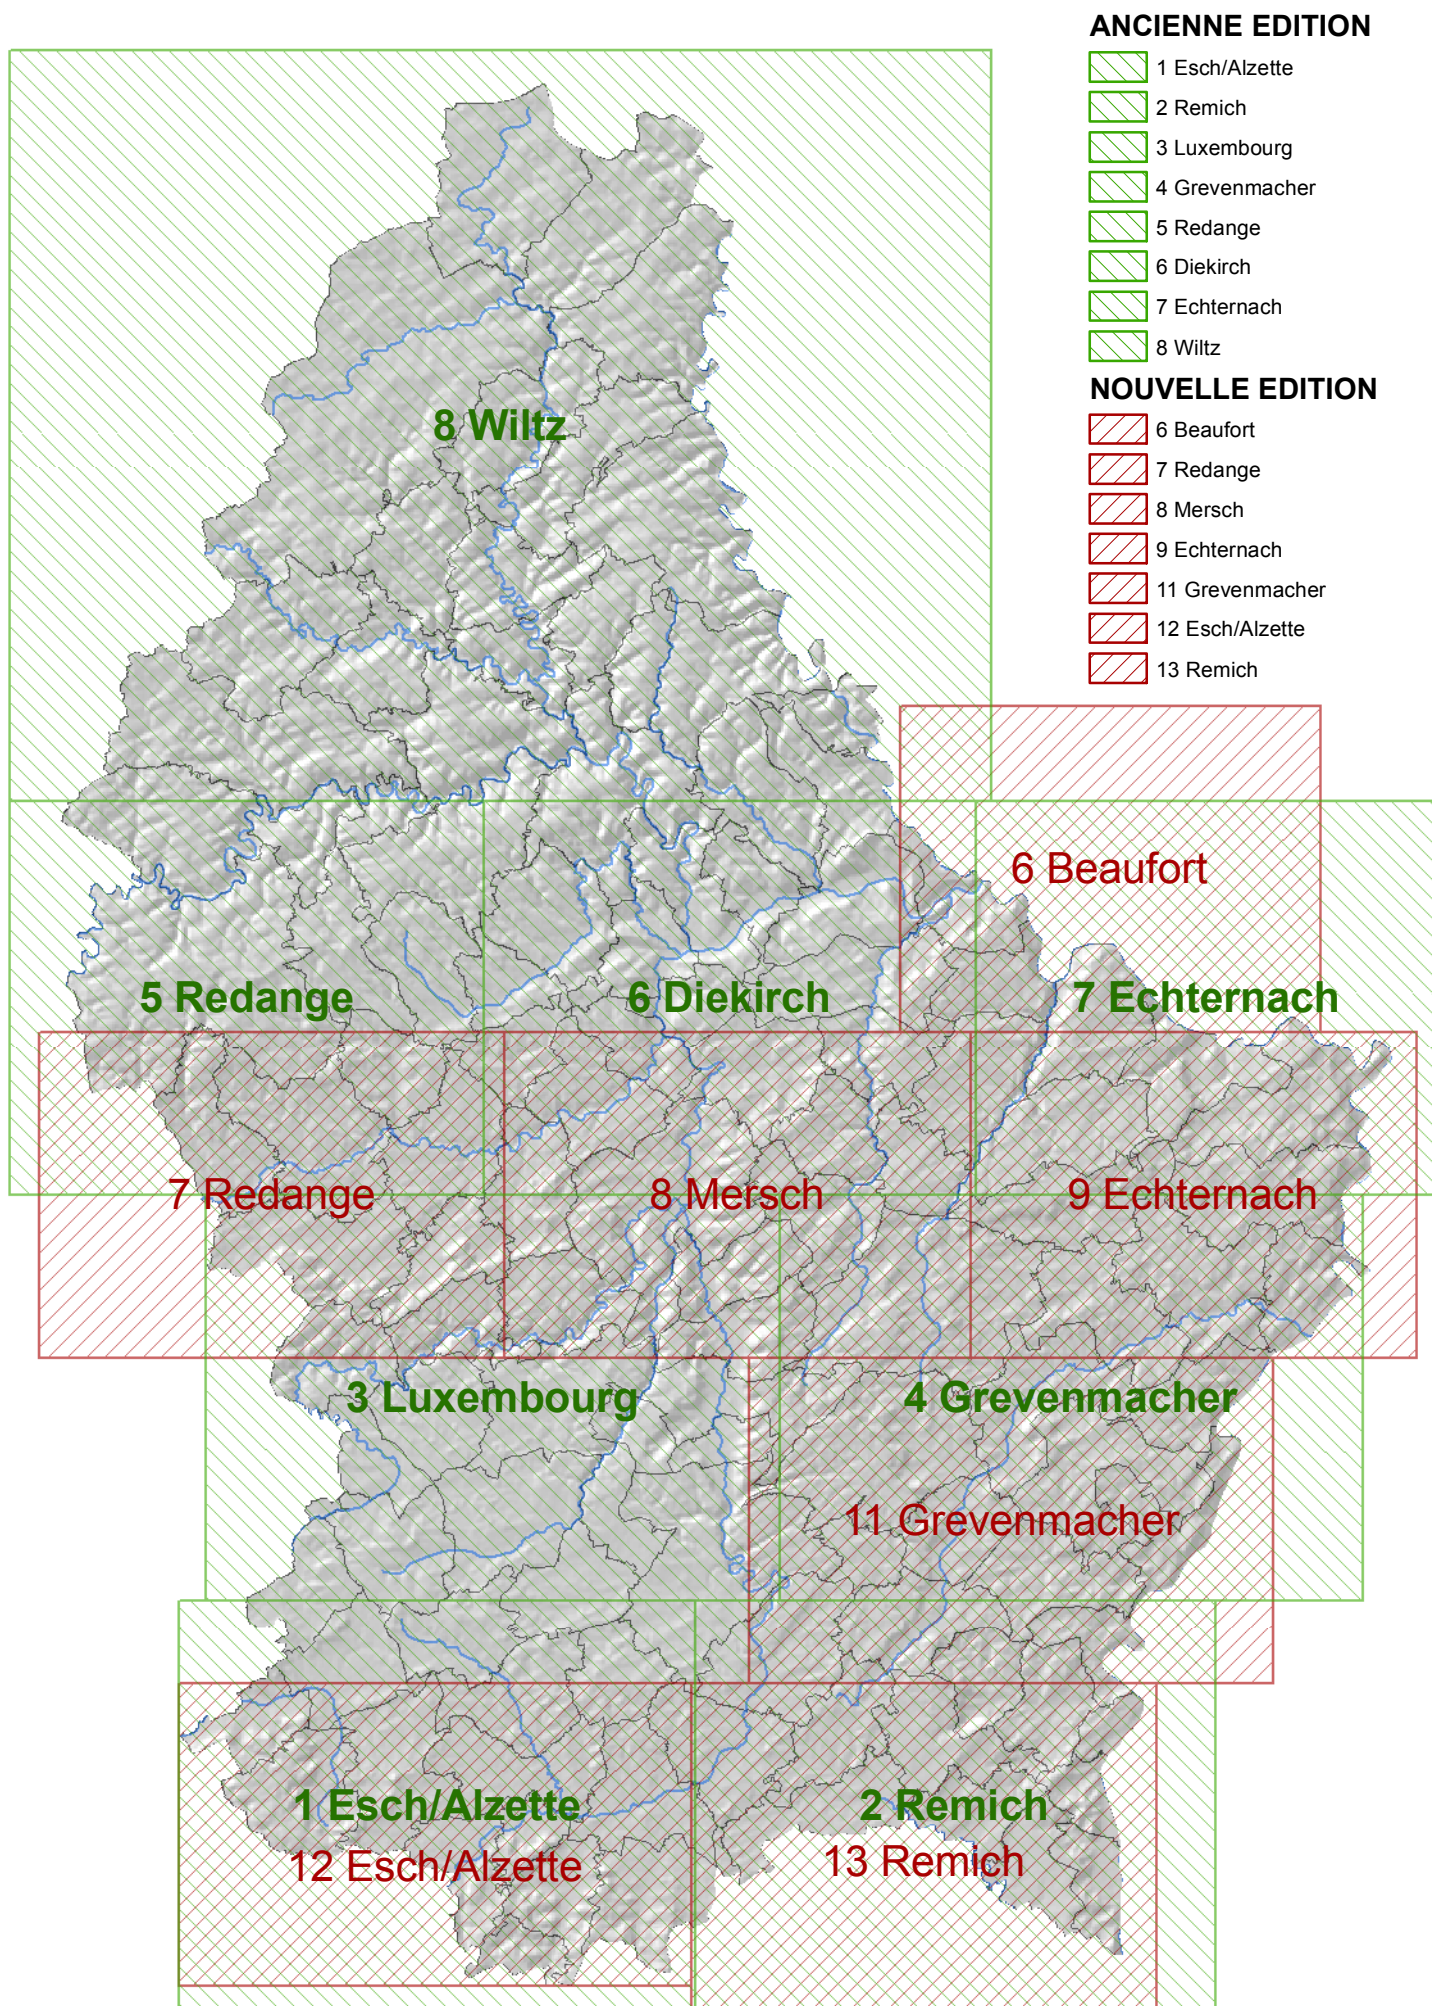 ANCIENNE EDITION
1 Esch/Alzette
2 Remich
3 Luxembourg
4 Grevenmacher
5 Redange
6 Diekirch
7 Echternach
8 Wiltz
NOUVELLE EDITION
6 Beaufort
7 Redange
8 Mersch
9 Echternach
11 Grevenmacher
12 Esch/Alzette
13 Remich
8 Wiltz
6 Beaufort
5 Redange
6 Diekirch
7 Echternach
7 Redange
8 Mersch
9 Echternach
3 Luxembourg
4 Grevenmacher
11 Grevenmacher
1 Esch/Alzette
2 Remich
12 Esch/Alzette
13 Remich